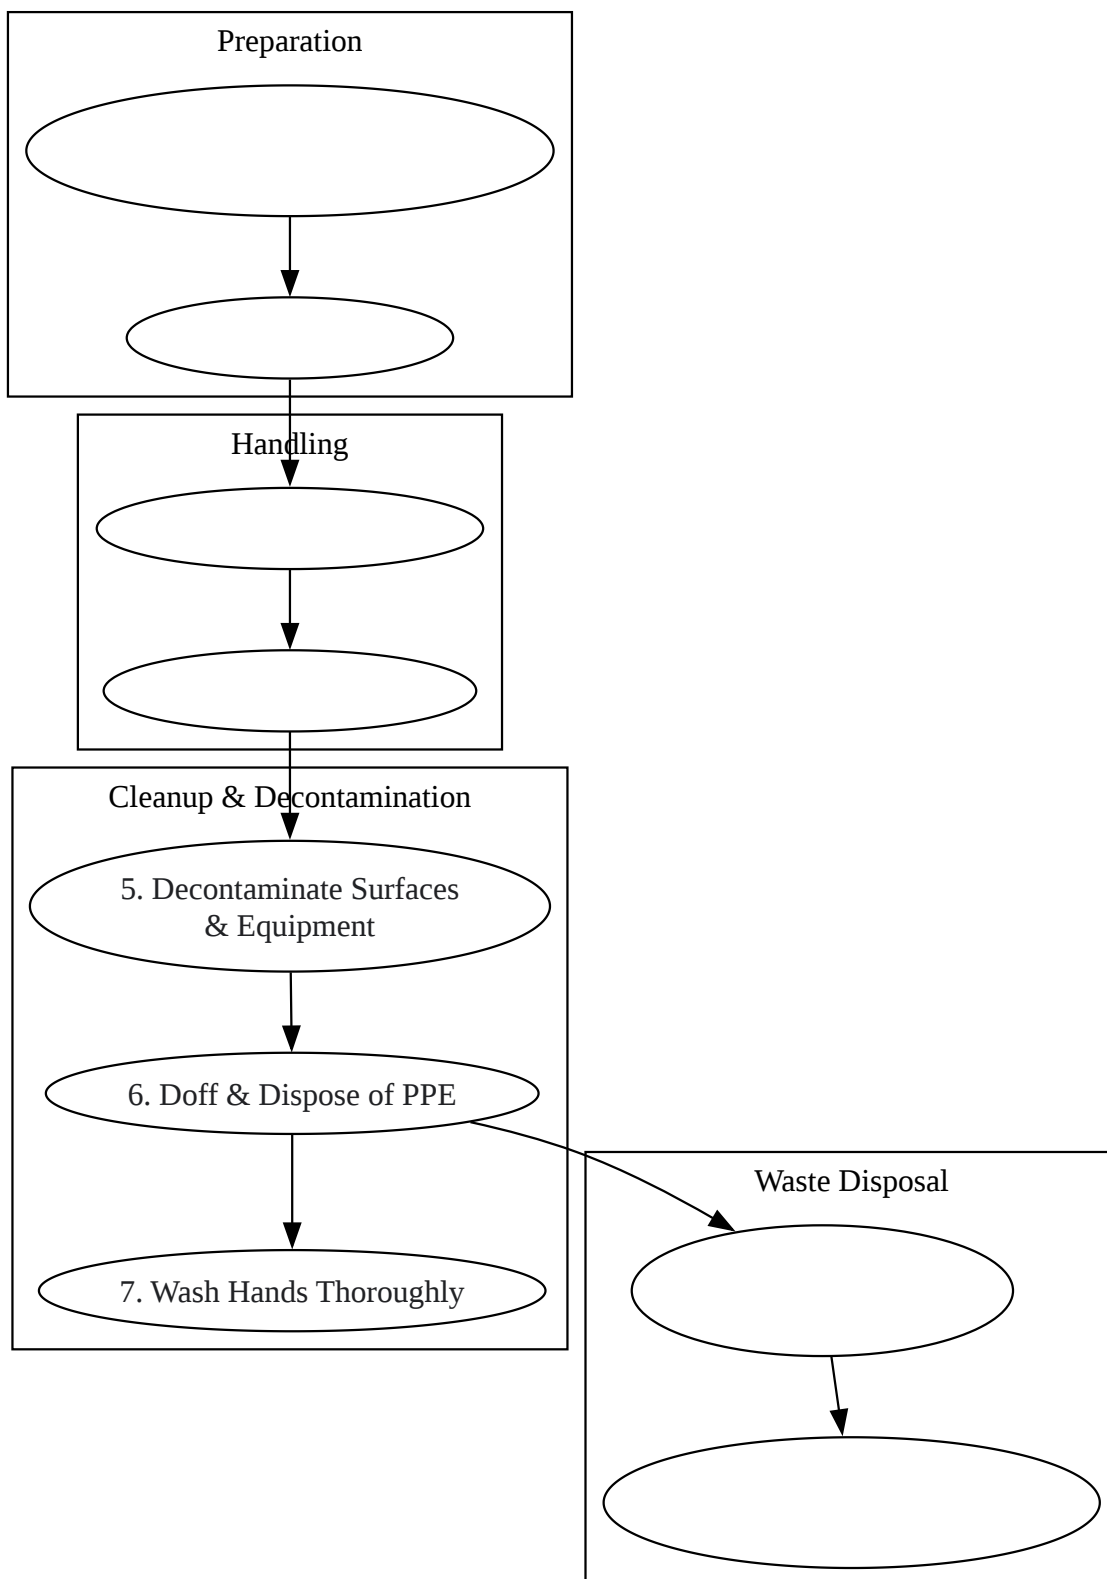 Preparation
Handling
Cleanup & Decontamination
5. Decontaminate Surfaces
& Equipment
6. Doff & Dispose of PPE
7. Wash Hands Thoroughly
Waste Disposal